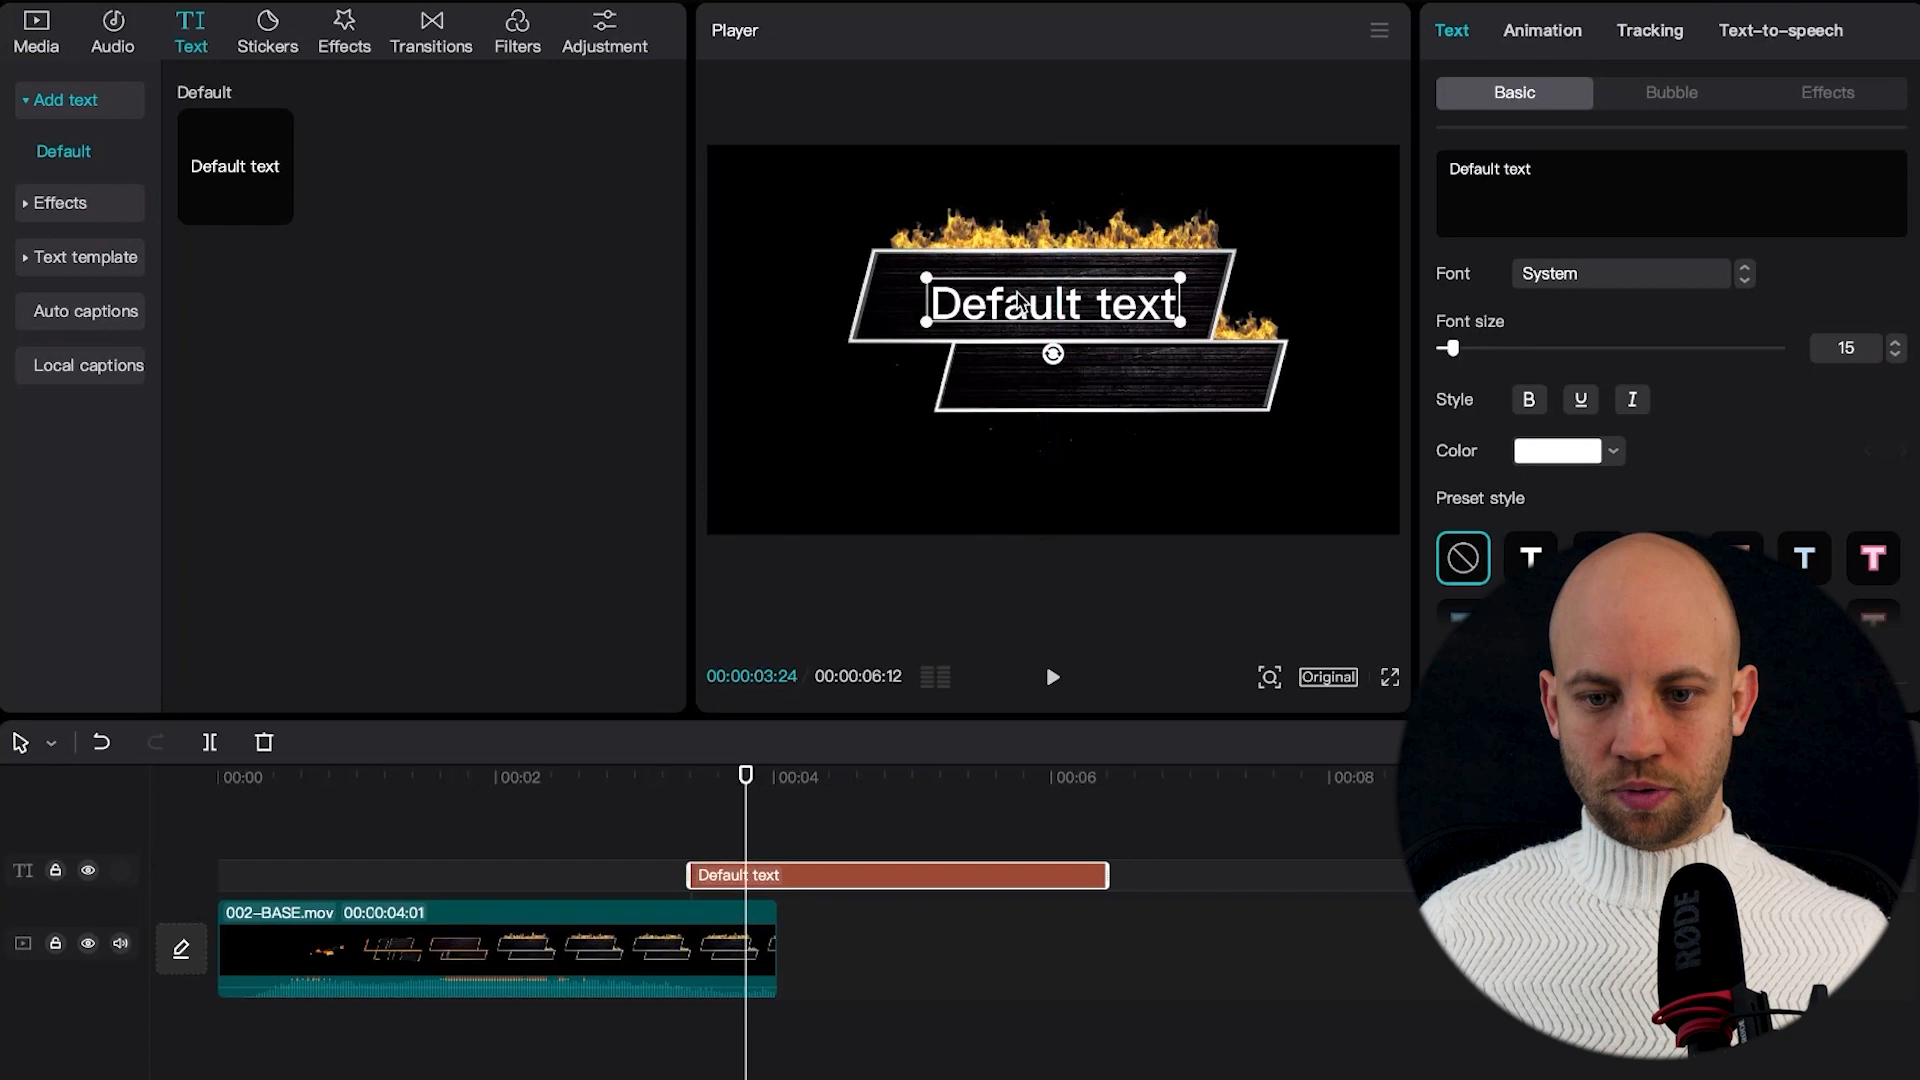 Media
Audio
TI
Text
Stickers
Effects
Transitions
Filters
Adjustment
Add text
Default
Effects
Text template
Auto captions
Local captions
Default
Default text
Player
Default text
00:00:03:24 / 00:00:06:12
Original
Text
Animation
Tracking
Text-to-speech
Basic
Bubble
Effects
Default text
Font
System
Font size
15
Style
B
U
I
Color
Preset style
T
T
T
00:00
00:02
00:04
00:06
00:08
TI
Default text
002-BASE.mov 00:00:04:01
RØDE